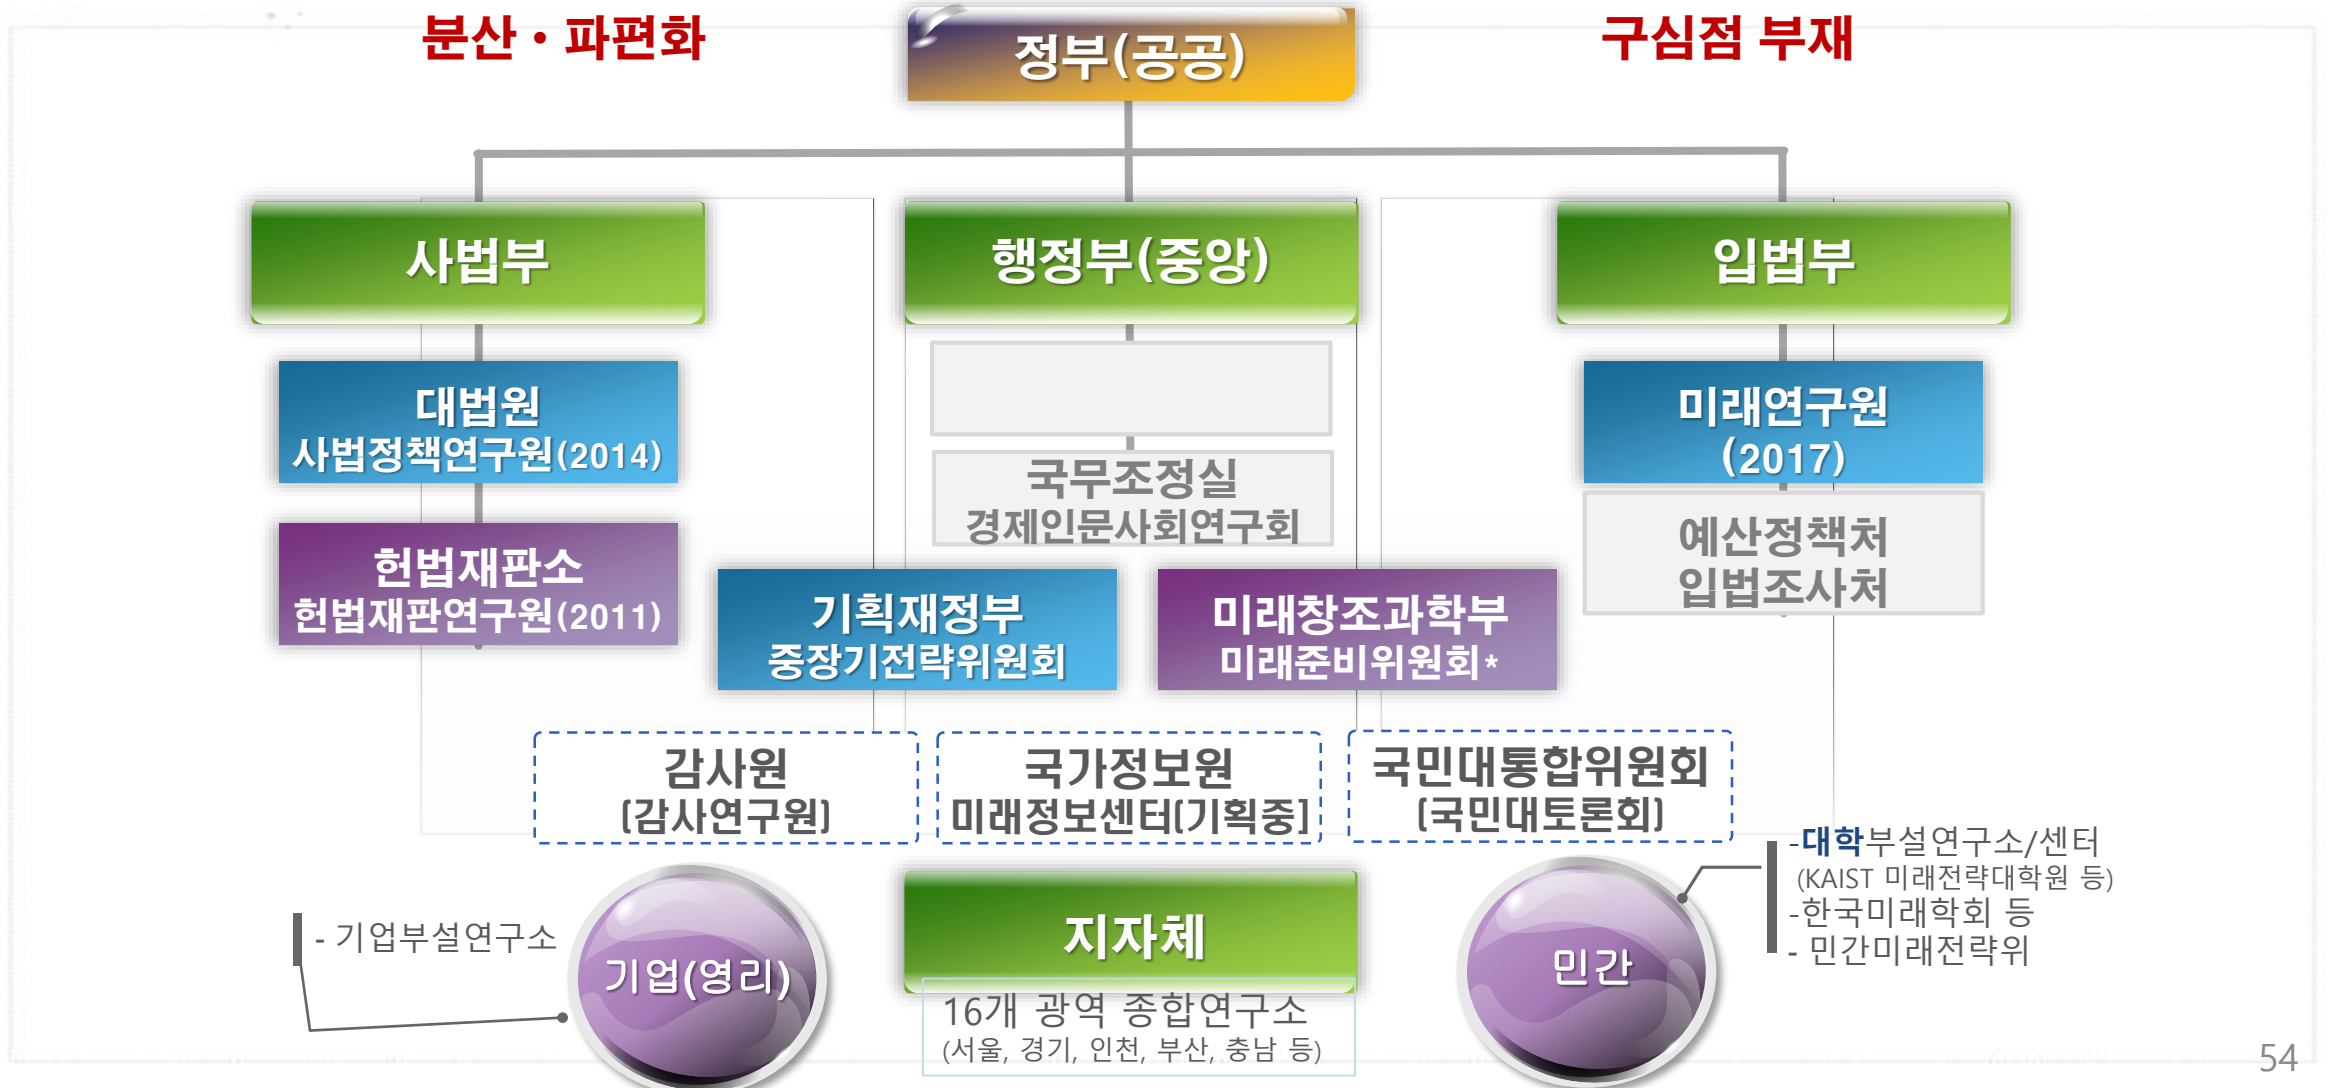 분산 • 파편화
정부(공공)
구심점 부재
사법부
행정부(중앙)
입법부
대법원
사법정책연구원(2014)
헌법재판소
헌법재판연구원(2011)
국무조정실
경제인문사회연구회
미래연구원
(2017)
예산정책처
입법조사처
기획재정부
중장기전략위원회
미래창조과학부
미래준비위원회*
감사원
(감사연구원)
국가정보원
미래정보센터[기획중]
국민대통합위원회
(국민대토론회)
- 기업부설연구소
기업(영리)
지자체
16개 광역 종합연구소
(서울, 경기, 인천, 부산, 충남 등)
민간
-대학부설연구소/센터
(KAIST 미래전략대학원 등)
-한국미래학회 등
- 민간미래전략위
54